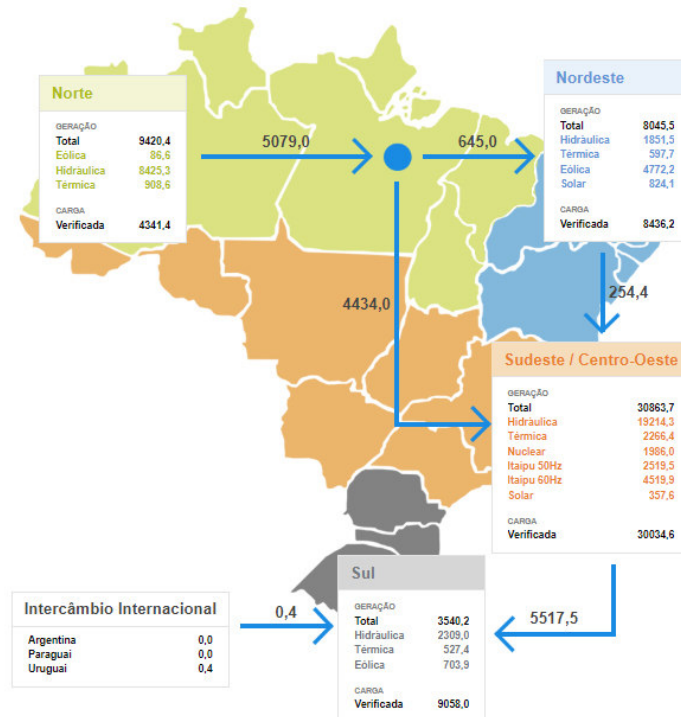 Norte
GERAÇÃO
Total 9420,4
Eólica 86,6
Hidráulica 8425,3
Térmica 908,6
CARGA
Verificada 4341,4
5079,0
645,0
Nordeste
GERAÇÃO
Total 8045,5
Hidráulica 1851,5
Térmica 597,7
Eólica 4772,2
Solar 824,1
CARGA
Verificada 8436,2
4434,0
254,4
Sudeste / Centro-Oeste
GERAÇÃO
Total 30863,7
Hidráulica 19214,3
Térmica 2266,4
Nuclear 1986,0
Itaipu 50Hz 2519,5
Itaipu 60Hz 4519,9
Solar 357,6
CARGA
Verificada 30034,6
Intercâmbio Internacional
Argentina 0,0
Paraguai 0,0
Uruguai 0,4
0,4
Sul
GERAÇÃO
Total 3540,2
Hidráulica 2309,0
Térmica 527,4
Eólica 703,9
CARGA
Verificada 9058,0
5517,5